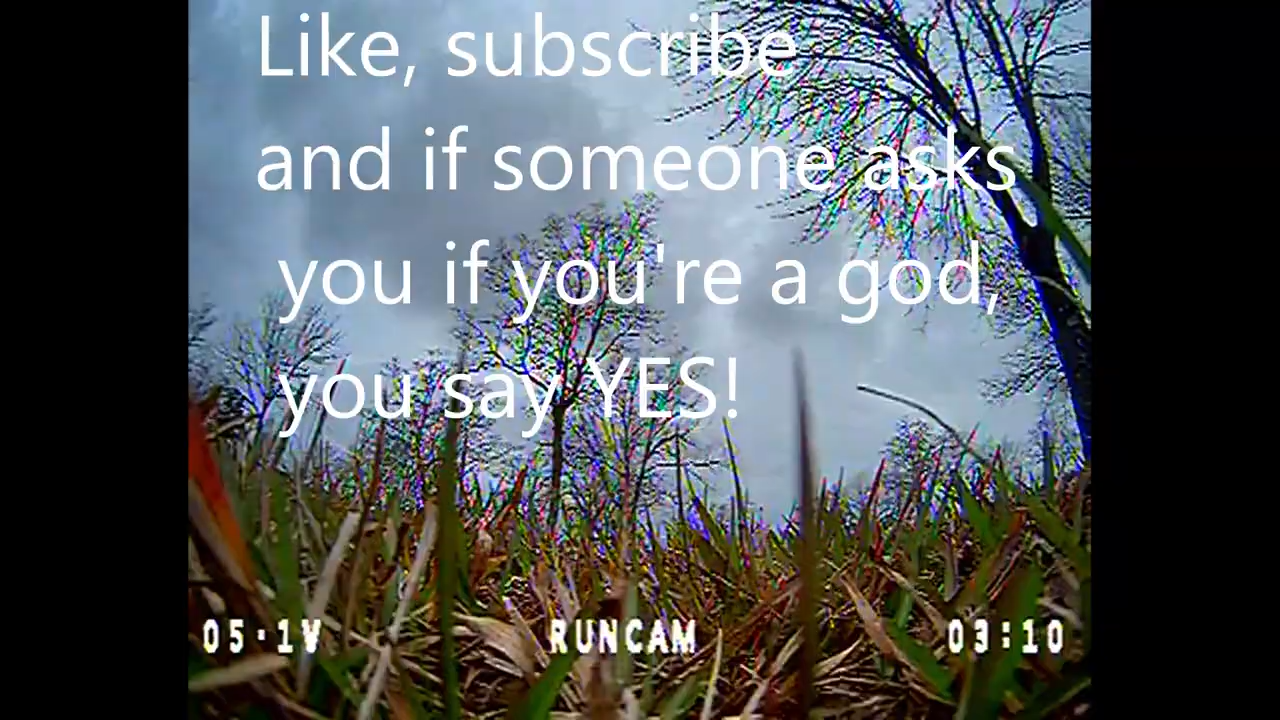 Like, subscribe
and if someone asks
you if you're a god,
you say YES!
05.1V RUNCAM 03:10